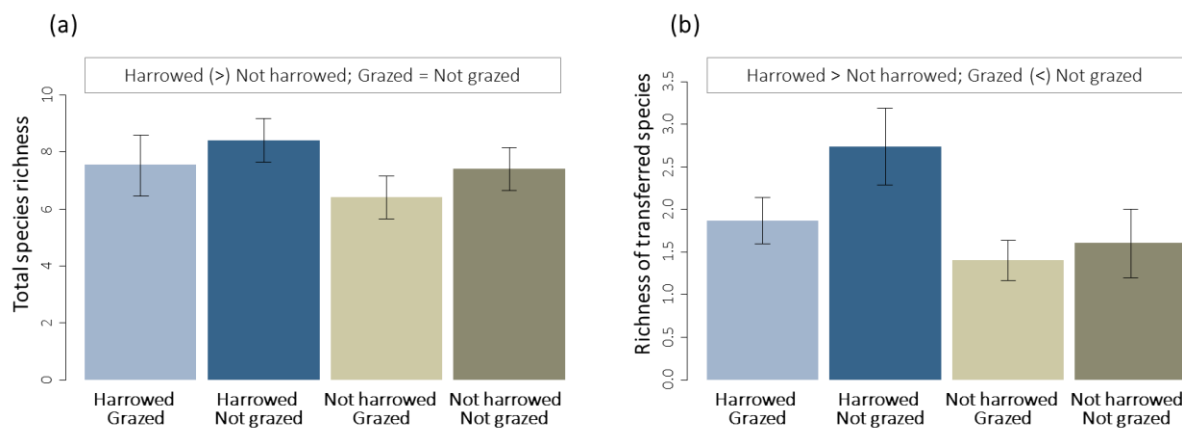 (a)
Harrowed (>) Not harrowed; Grazed = Not grazed
Total species richness
10
8
6
4
2
0
Harrowed
Grazed
Harrowed
Not grazed
Not harrowed
Grazed
Not harrowed
Not grazed
(b)
Harrowed > Not harrowed; Grazed (<) Not grazed
Richness of transferred species
3.5
3.0
2.5
2.0
1.5
1.0
0.5
0.0
Harrowed
Grazed
Harrowed
Not grazed
Not harrowed
Grazed
Not harrowed
Not grazed